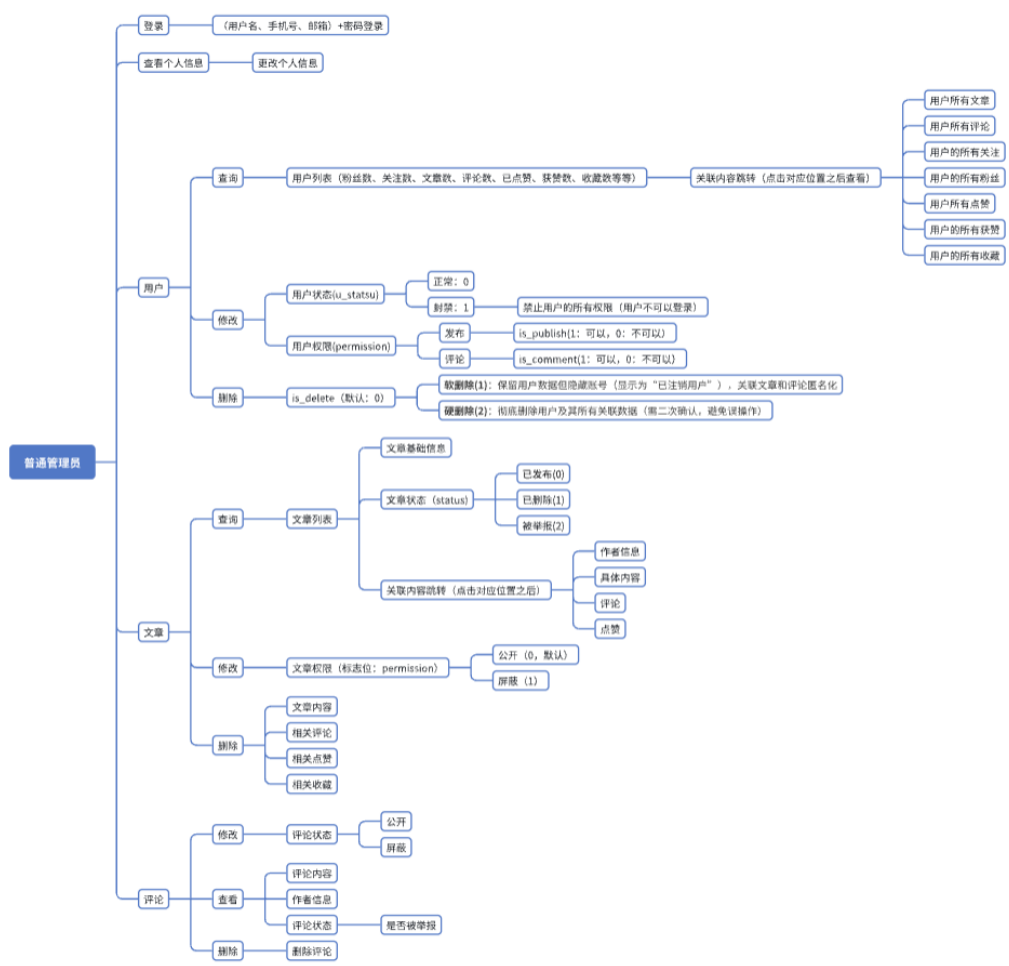 登录
（用户名、手机号、邮箱）+密码登录
查看个人信息
更改个人信息
用户所有文章
用户所有评论
用户的所有关注
查询
用户列表（粉丝数、关注数、文章数、评论数、已点赞、获赞数、收藏数等等）
关联内容跳转（点击对应位置之后查看）
用户的所有粉丝
用户所有点赞
用户的所有获赞
用户的所有收藏
用户
修改
用户状态(u_statsu)
正常：0
封禁：1
禁止用户的所有权限（用户不可以登录）
用户权限(permission)
发布
is_publish(1：可以，0：不可以）
评论
is_comment(1：可以，0：不可以）
删除
is_delete（默认：0）
软删除(1)：保留用户数据但隐藏账号（显示为“已注销用户”），关联文章和评论匿名化
硬删除(2)：彻底删除用户及其所有关联数据（需二次确认，避免误操作）
普通管理员
文章基础信息
查询
文章列表
文章状态（status)
已发布(0)
已删除(1)
被举报(2)
关联内容跳转（点击对应位置之后）
作者信息
具体内容
评论
点赞
文章
修改
文章权限（标志位：permission）
公开（0，默认）
屏蔽（1）
删除
文章内容
相关评论
相关点赞
相关收藏
评论
修改
评论状态
公开
屏蔽
查看
评论内容
作者信息
评论状态
是否被举报
删除
删除评论